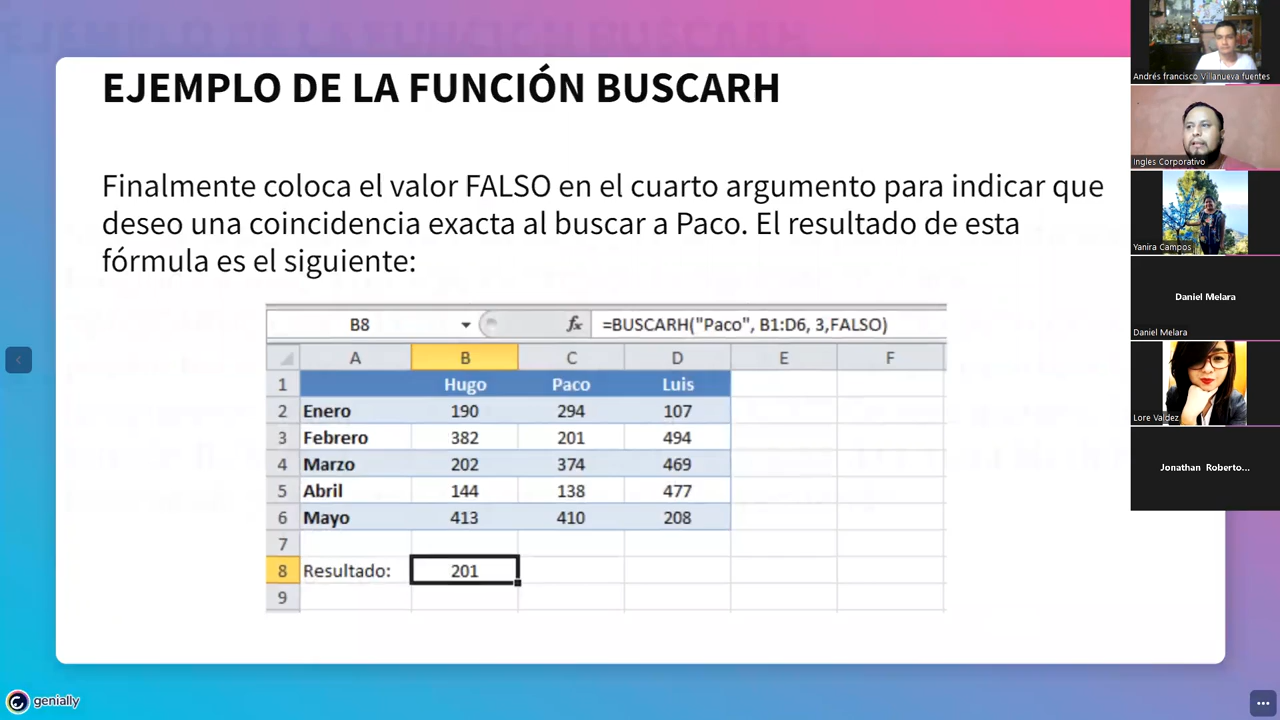 EJEMPLO DE LA FUNCIÓN BUSCARH
Finalmente coloca el valor FALSO en el cuarto argumento para indicar que
deseo una coincidencia exacta al buscar a Paco. El resultado de esta
fórmula es el siguiente:
B8 fx =BUSCARH("Paco", B1:D6, 3,FALSO)
A B C D E F
1 Hugo Paco Luis
2 Enero 190 294 107
3 Febrero 382 201 494
4 Marzo 202 374 469
5 Abril 144 138 477
6 Mayo 413 410 208
7
8 Resultado: 201
9
genially
Andrés francisco Villanueva fuentes
Ingles Corporativo
Yanira Campos
Daniel Melara
Daniel Melara
Lore Valdez
Jonathan Roberto...